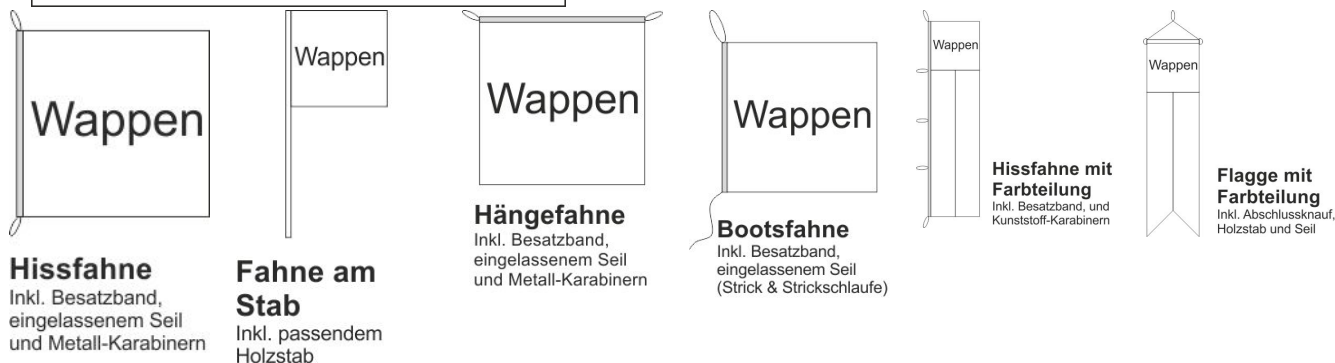 Wappen
Hissfahne
Inkl. Besatzband,
eingelassenem Seil
und Metall-Karabinern
Wappen
Fahne am
Stab
Inkl. passendem
Holzstab
Wappen
Hängefahne
Inkl. Besatzband,
eingelassenem Seil
und Metall-Karabinern
Wappen
Bootsfahne
Inkl. Besatzband,
eingelassenem Seil
(Strick & Strickschlaufe)
Wappen
Hissfahne mit
Farbteilung
Inkl. Besatzband, und
Kunststoff-Karabinern
Wappen
Flagge mit
Farbteilung
Inkl. Abschlussknauf,
Holzstab und Seil